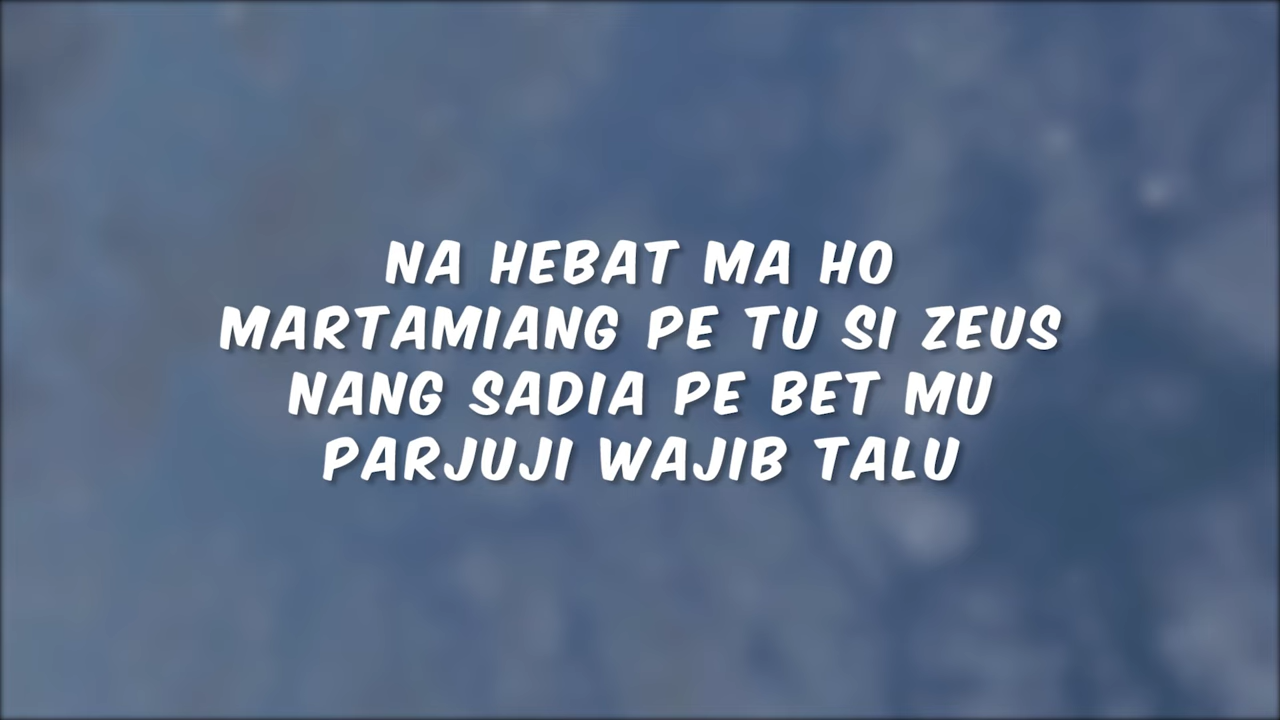 NA HEBAT MA HO
MARTAMIANG PE TU SI ZEUS
NANG SADIA PE BET MU
PARJUJI WAJIB TALU